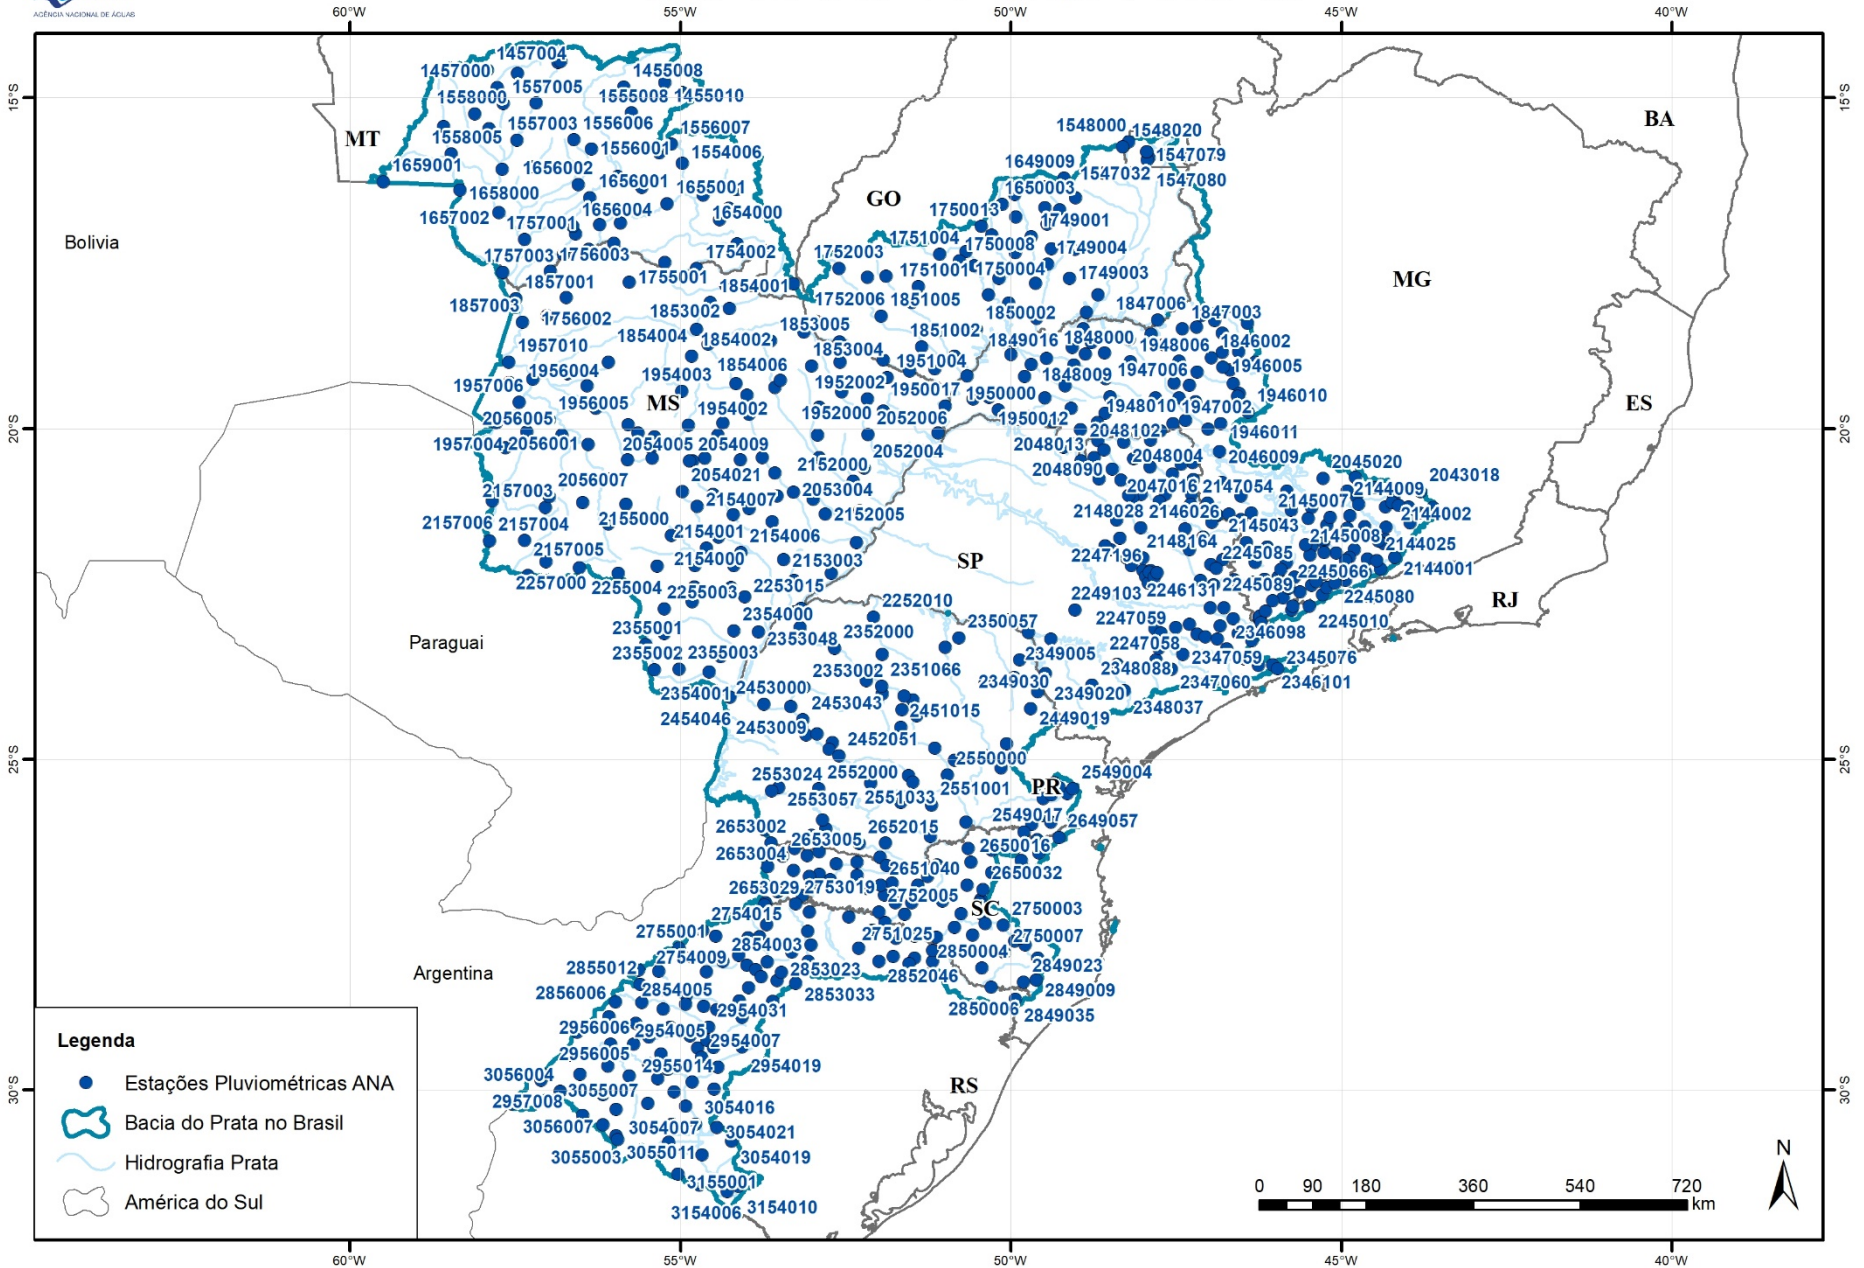 AGÊNCIA NACIONAL DE ÁGUAS
60°W 55°W 50°W 45°W 40°W
15°S 15°S
20°S 20°S
25°S 25°S
30°S 30°S
1457004
1457000 1455008
1557005
1558000 1555008 1455010
1557003 1556006 1556007
1558005 1556001 1554006
MT
1659001 1656002 1656001 1655001
1658000
1657002 1757001 1656004 1654000
1757003 1756003 1754002
1857001 1755001 1854001
1857003 1756002 1853002
1548000 1548020
1547079
1649009 1547032 1547080
GO 1650003
1750013 1749001
1751004 1750008 1749004
1752003 1751001 1750004 1749003
1752006 1851005 1850002 1847006 1847003
BA
MG
ES
Bolivia
1854004 1854002 1853005 1851002 1849016 1848000 1948006 1846002
1957010 1853004 1951004
1956004 1854006 1848009 1947006 1946005
1957006 1954003 1952002 1950017 1950000
1956005 MS 1946010
2056005 1954002 1952000 2052006 1950012 1948010 1947002
1957004 2056001 2054005 2054009 2052004 2048013 2048102 1946011
2048004 2046009
2054021 2152000 2048090 2045020 2043018
2056007
2157003 2154007 2053004 2047016 2147054 2145007 2144009
2157006 2157004 2155000 2152005 2148028 2146026 2145043 2144002
2154001 2154006 2148164 2145008 2144025
2157005 2154000 2153003 SP 2247196 2245085 2245066 2144001
2257000 2255004 2255003 2253015 2249103 2246131 2245089 2245080
RJ
2354000 2252010 2350057 2247059 2245010
2355001 2353048 2352000 2247058 2346098
Paraguai
2355002 2355003 2349005 2347059 2345076
2353002 2351066 2348088 2347060 2346101
2354001 2453000 2349030 2349020
2454046 2453043 2451015 2348037
2453009 2449019
2452051
2550000
2553024 2552000 2549004
2553057 2551033 2551001 PR
2549017 2649057
2653002 2653005 2652015
2653004 2650016
2651040 2650032
2653029 2753019 2752005
2754015 SC 2750003
2755001 2854003 2751025 2750007
2754009 2850004
2855012 2853023 2852046 2849023
Argentina
2856006 2854005 2853033 2849009
2954031 2850006 2849035
2956006 2954005 2954007
2956005 2955014 2954019
3056004 3055007 RS
2957008 3054016
3056007 3054007 3054021
3055003 3055011 3054019
3155001
3154006 3154010
Legenda
Estações Pluviométricas ANA
Bacia do Prata no Brasil
Hidrografia Prata
América do Sul
N
0 90 180 360 540 720
km
60°W 55°W 50°W 45°W 40°W